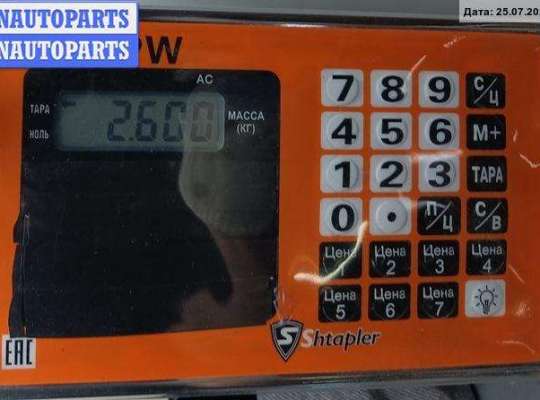 NAUTOPARTS
NAUTOPARTS
Дата: 25.07.20
PW
AC
ТАРА
НОЛЬ
2.600
МАССА
(КГ)
7 8 9 С/Ц
4 5 6 М+
1 2 3 ТАРА
0 . П/Ц С/В
Цена Цена 2 Цена 3 Цена 4
Цена 5 Цена 6 Цена 7
Shtapler
EAC